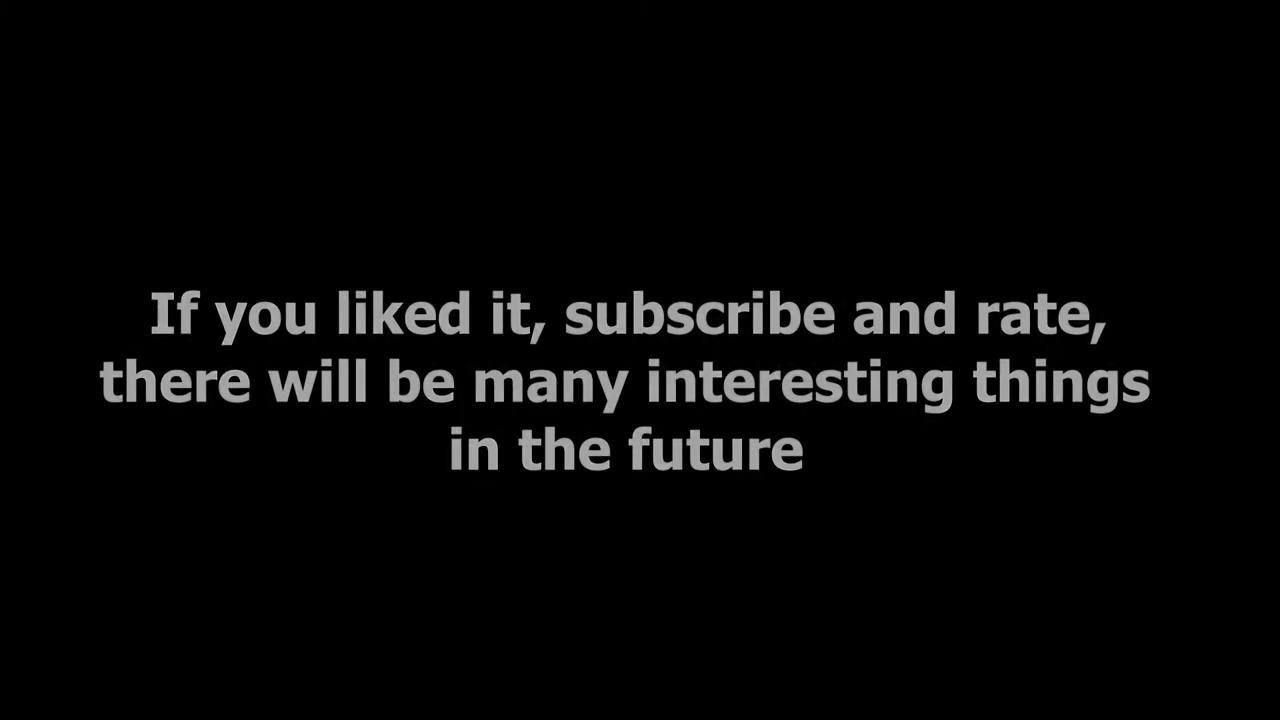 If you liked it, subscribe and rate,
there will be many interesting things
in the future